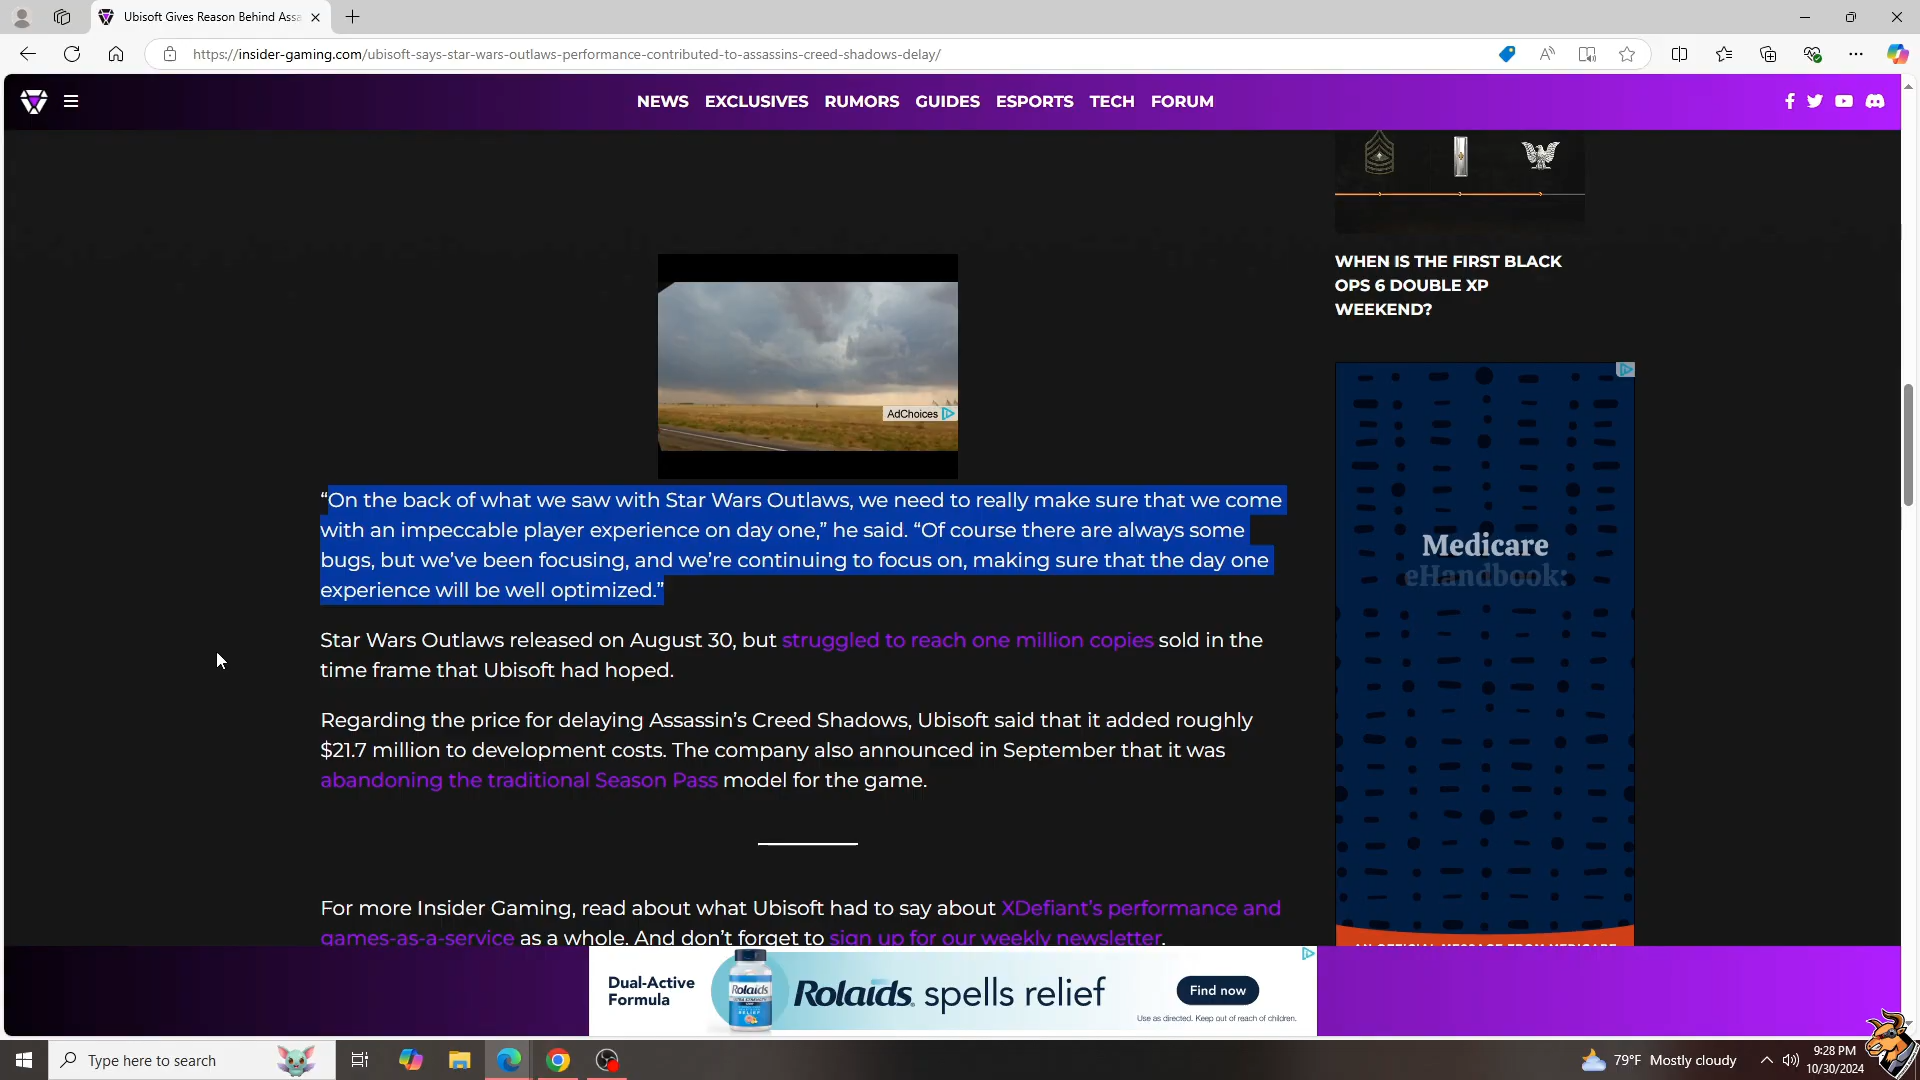 Ubisoft Gives Reason Behind Assa
https://insider-gaming.com/ubisoft-says-star-wars-outlaws-performance-contributed-to-assassins-creed-shadows-delay/
NEWS EXCLUSIVES RUMORS GUIDES ESPORTS TECH FORUM
WHEN IS THE FIRST BLACK
OPS 6 DOUBLE XP
WEEKEND?
AdChoices
“On the back of what we saw with Star Wars Outlaws, we need to really make sure that we come
with an impeccable player experience on day one,” he said. “Of course there are always some
bugs, but we’ve been focusing, and we’re continuing to focus on, making sure that the day one
experience will be well optimized.”
Star Wars Outlaws released on August 30, but struggled to reach one million copies sold in the
time frame that Ubisoft had hoped.
Regarding the price for delaying Assassin’s Creed Shadows, Ubisoft said that it added roughly
$21.7 million to development costs. The company also announced in September that it was
abandoning the traditional Season Pass model for the game.
For more Insider Gaming, read about what Ubisoft had to say about XDefiant’s performance and
games-as-a-service as a whole. And don’t forget to sign up for our weekly newsletter.
Medicare
eHandbook:
AN OFFICIAL MESSAGE FROM MEDICARE
Dual-Active
Formula
Rolaids
Rolaids. spells relief
Find now
Use as directed. Keep out of reach of children.
Type here to search
79°F Mostly cloudy
9:28 PM
10/30/2024